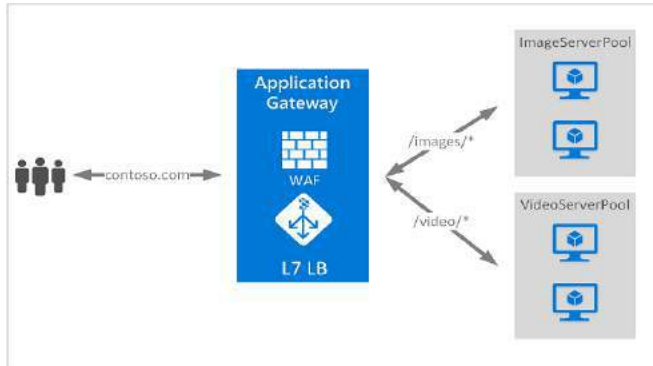 contoso.com
Application
Gateway
WAF
L7 LB
/images/*
/video/*
ImageServerPool
VideoServerPool